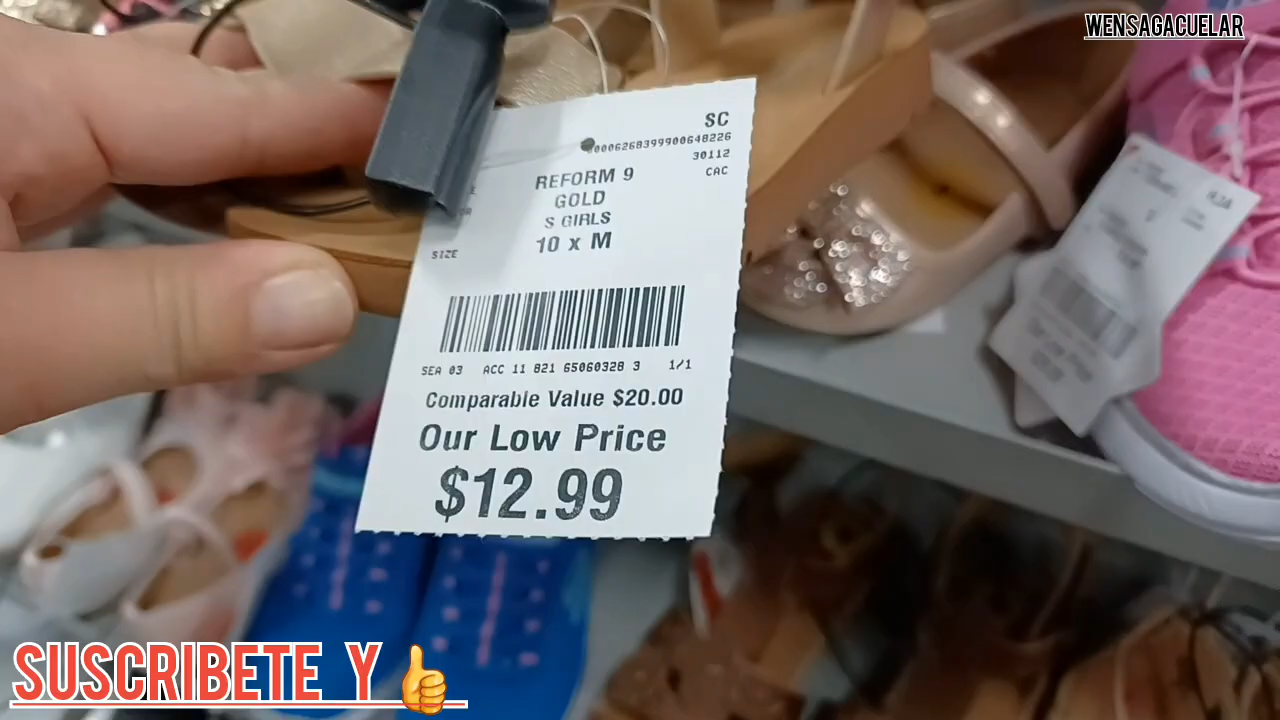 WENSAGACUELAR
SC
00006268399900648226
30112
CAC
REFORM 9
GOLD
S GIRLS
SIZE 10 x M
SEA 03 ACC 11 821 65060328 3 1/1
Comparable Value $20.00
Our Low Price
$12.99
SUSCRIBETE Y 👍